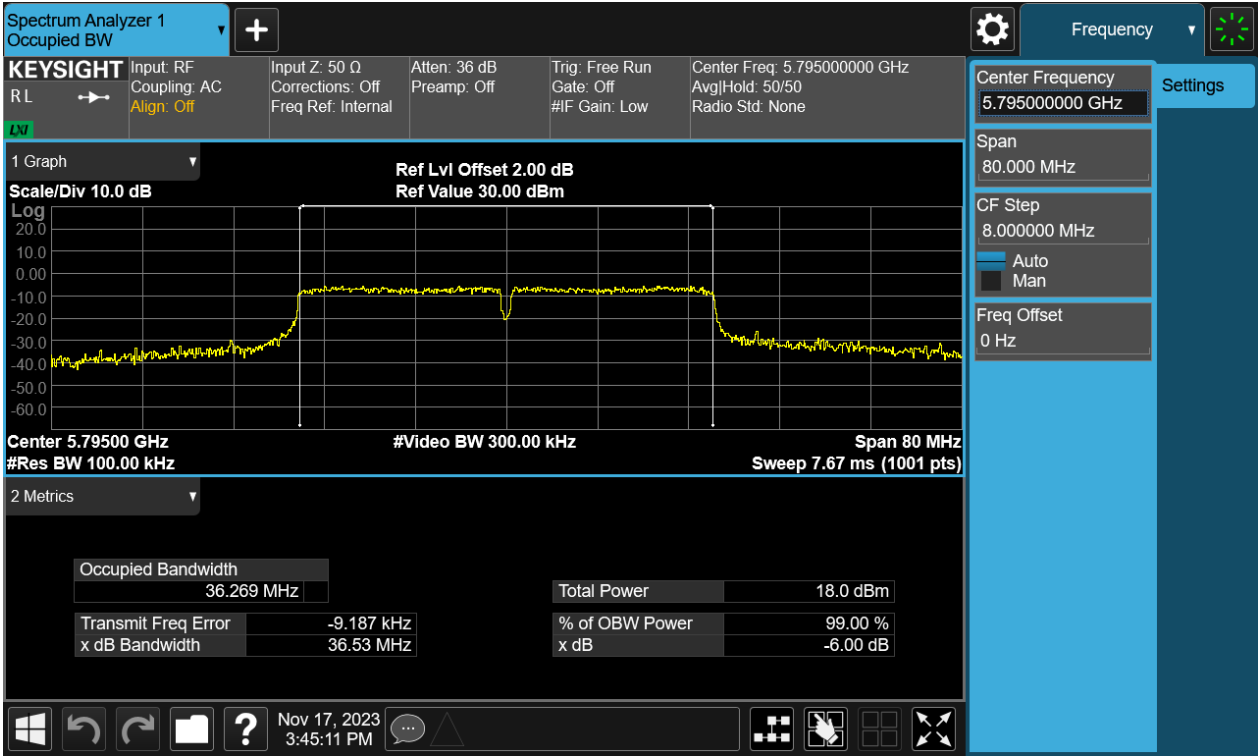 Spectrum Analyzer 1
Occupied BW
Frequency
KEYSIGHT
R L
LXI
Input: RF
Coupling: AC
Align: Off
Input Z: 50 Ω
Corrections: Off
Freq Ref: Internal
Atten: 36 dB
Preamp: Off
Trig: Free Run
Gate: Off
#IF Gain: Low
Center Freq: 5.795000000 GHz
Avg|Hold: 50/50
Radio Std: None
Center Frequency
5.795000000 GHz
Settings
Span
80.000 MHz
CF Step
8.000000 MHz
Auto
Man
Freq Offset
0 Hz
1 Graph
Scale/Div 10.0 dB
Ref Lvl Offset 2.00 dB
Ref Value 30.00 dBm
Log
20.0
10.0
0.00
-10.0
-20.0
-30.0
-40.0
-50.0
-60.0
Center 5.79500 GHz
#Video BW 300.00 kHz
Span 80 MHz
#Res BW 100.00 kHz
Sweep 7.67 ms (1001 pts)
2 Metrics
Occupied Bandwidth
36.269 MHz
Total Power 18.0 dBm
Transmit Freq Error -9.187 kHz
% of OBW Power 99.00 %
x dB Bandwidth 36.53 MHz
x dB -6.00 dB
Nov 17, 2023
3:45:11 PM